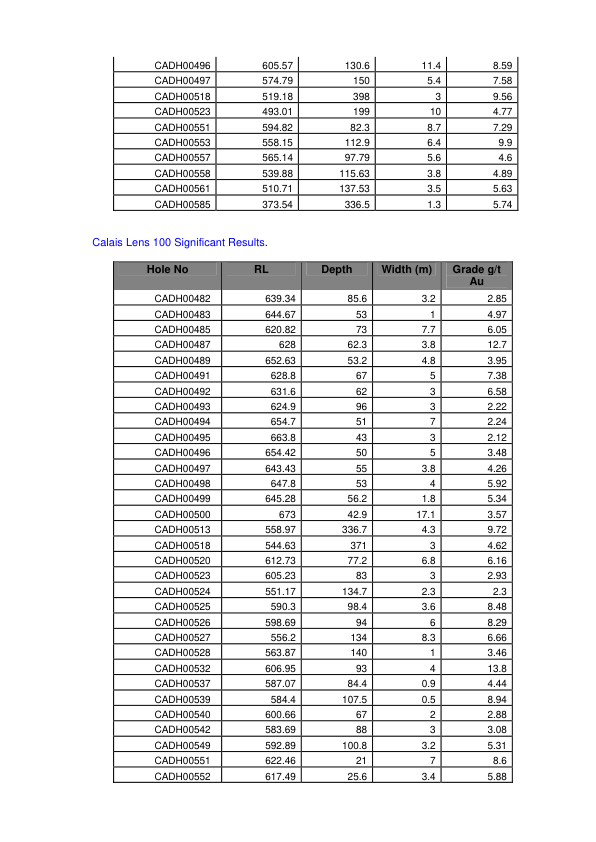 CADH00496 605.57 130.6 11.4 8.59
CADH00497 574.79 150 5.4 7.58
CADH00518 519.18 398 3 9.56
CADH00523 493.01 199 10 4.77
CADH00551 594.82 82.3 8.7 7.29
CADH00553 558.15 112.9 6.4 9.9
CADH00557 565.14 97.79 5.6 4.6
CADH00558 539.88 115.63 3.8 4.89
CADH00561 510.71 137.53 3.5 5.63
CADH00585 373.54 336.5 1.3 5.74
Calais Lens 100 Significant Results.
Hole No RL Depth Width (m) Grade g/t
Au
CADH00482 639.34 85.6 3.2 2.85
CADH00483 644.67 53 1 4.97
CADH00485 620.82 73 7.7 6.05
CADH00487 628 62.3 3.8 12.7
CADH00489 652.63 53.2 4.8 3.95
CADH00491 628.8 67 5 7.38
CADH00492 631.6 62 3 6.58
CADH00493 624.9 96 3 2.22
CADH00494 654.7 51 7 2.24
CADH00495 663.8 43 3 2.12
CADH00496 654.42 50 5 3.48
CADH00497 643.43 55 3.8 4.26
CADH00498 647.8 53 4 5.92
CADH00499 645.28 56.2 1.8 5.34
CADH00500 673 42.9 17.1 3.57
CADH00513 558.97 336.7 4.3 9.72
CADH00518 544.63 371 3 4.62
CADH00520 612.73 77.2 6.8 6.16
CADH00523 605.23 83 3 2.93
CADH00524 551.17 134.7 2.3 2.3
CADH00525 590.3 98.4 3.6 8.48
CADH00526 598.69 94 6 8.29
CADH00527 556.2 134 8.3 6.66
CADH00528 563.87 140 1 3.46
CADH00532 606.95 93 4 13.8
CADH00537 587.07 84.4 0.9 4.44
CADH00539 584.4 107.5 0.5 8.94
CADH00540 600.66 67 2 2.88
CADH00542 583.69 88 3 3.08
CADH00549 592.89 100.8 3.2 5.31
CADH00551 622.46 21 7 8.6
CADH00552 617.49 25.6 3.4 5.88